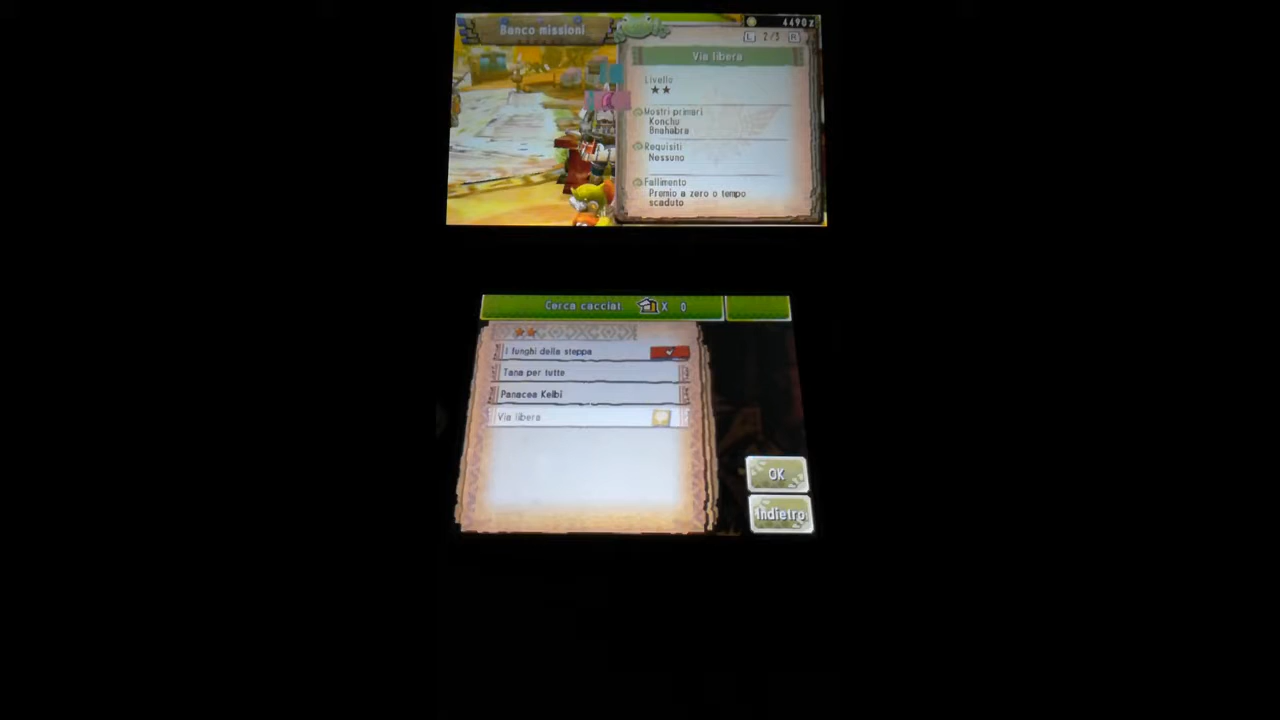 Banco missioni
4490z
L 2/3 R
Via libera
Livello
★★
Mostri primari
Konchu
Bnahabra
Requisiti
Nessuno
Fallimento
Premio a zero o tempo
scaduto
Cerca cacciat. X 0
★★
I funghi della steppa
Tana per tutte
Panacea Kelbi
Via libera
OK
Indietro